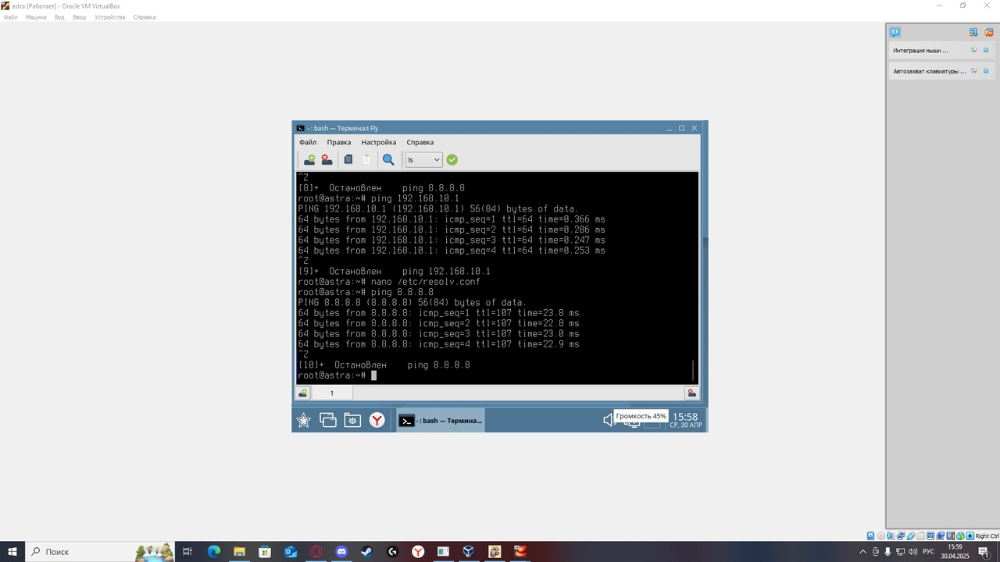 astra [Работает] - Oracle VM VirtualBox
Файл Машина Вид Ввод Устройства Справка
Интеграция мыши ...
Автозахват клавиатуры ...
- : bash — Терминал Fly
Файл Правка Настройка Справка
ls
^Z
[8]+ Остановлен ping 8.8.8.8
root@astra:~# ping 192.168.10.1
PING 192.168.10.1 (192.168.10.1) 56(84) bytes of data.
64 bytes from 192.168.10.1: icmp_seq=1 ttl=64 time=0.366 ms
64 bytes from 192.168.10.1: icmp_seq=2 ttl=64 time=0.286 ms
64 bytes from 192.168.10.1: icmp_seq=3 ttl=64 time=0.247 ms
64 bytes from 192.168.10.1: icmp_seq=4 ttl=64 time=0.253 ms
^Z
[9]+ Остановлен ping 192.168.10.1
root@astra:~# nano /etc/resolv.conf
root@astra:~# ping 8.8.8.8
PING 8.8.8.8 (8.8.8.8) 56(84) bytes of data.
64 bytes from 8.8.8.8: icmp_seq=1 ttl=107 time=23.8 ms
64 bytes from 8.8.8.8: icmp_seq=2 ttl=107 time=22.8 ms
64 bytes from 8.8.8.8: icmp_seq=3 ttl=107 time=23.0 ms
64 bytes from 8.8.8.8: icmp_seq=4 ttl=107 time=22.9 ms
^Z
[10]+ Остановлен ping 8.8.8.8
root@astra:~#
1
- : bash — Термина...
Громкость 45%
15:58
СР, 30 АПР
Right Ctrl
Поиск
РУС
15:59
30.04.2025